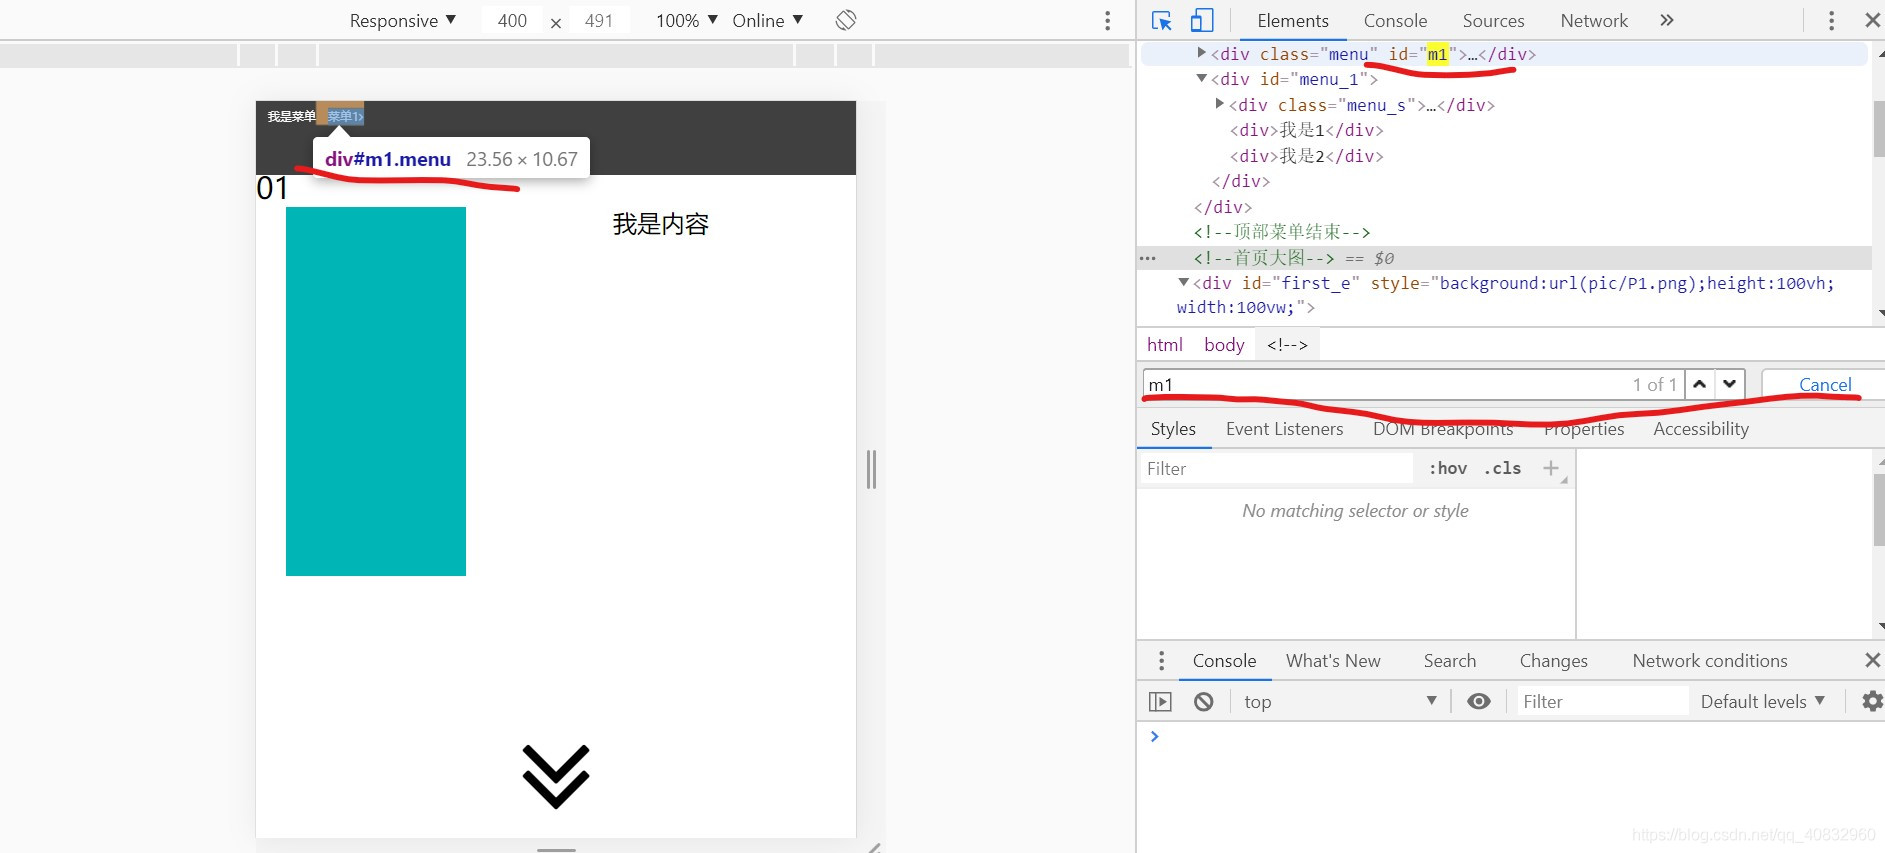 Responsive ▼ 400 × 491 100% ▼ Online ▼
Elements Console Sources Network »
我是菜单 菜单1>
div#m1.menu 23.56 × 10.67
01
我是内容
▶<div class="menu" id="m1">…</div>
▼<div id="menu_1">
▶<div class="menu_s">…</div>
<div>我是1</div>
<div>我是2</div>
</div>
</div>
<!--顶部菜单结束-->
<!--首页大图--> == $0
▼<div id="first_e" style="background:url(pic/P1.png);height:100vh;
width:100vw;">
html body <!-->
m1 1 of 1 Cancel
Styles Event Listeners DOM Breakpoints Properties Accessibility
Filter :hov .cls +
No matching selector or style
Console What's New Search Changes Network conditions
top ▼ Filter Default levels ▼
>
https://blog.csdn.net/qq_40832960